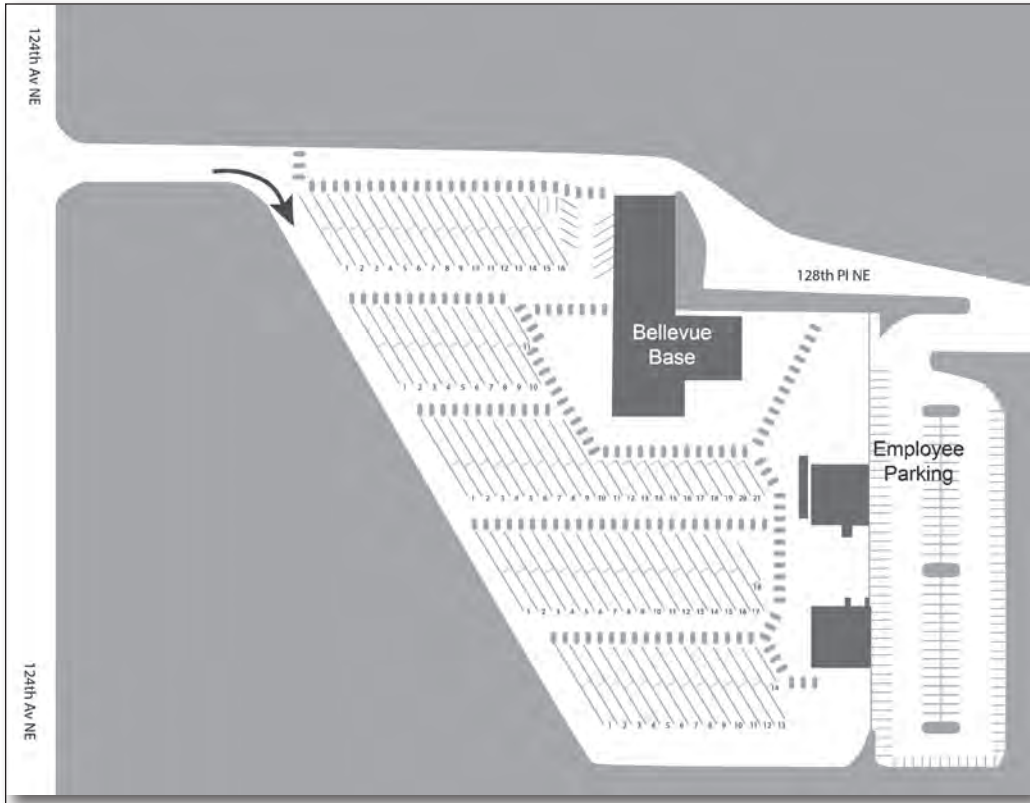 124th Av NE
1 2 3 4 5 6 7 8 9 10 11 12 13 14 15 16
128th Pl NE
Bellevue
Base
1 2 3 4 5 6 7 8 9 10
Employee
Parking
1 2 3 4 5 6 7 8 9 10 11 12 13 14 15 16 17 18 19 20 21
18
1 2 3 4 5 6 7 8 9 10 11 12 13 14 15 16 17
124th Av NE
14
1 2 3 4 5 6 7 8 9 10 11 12 13